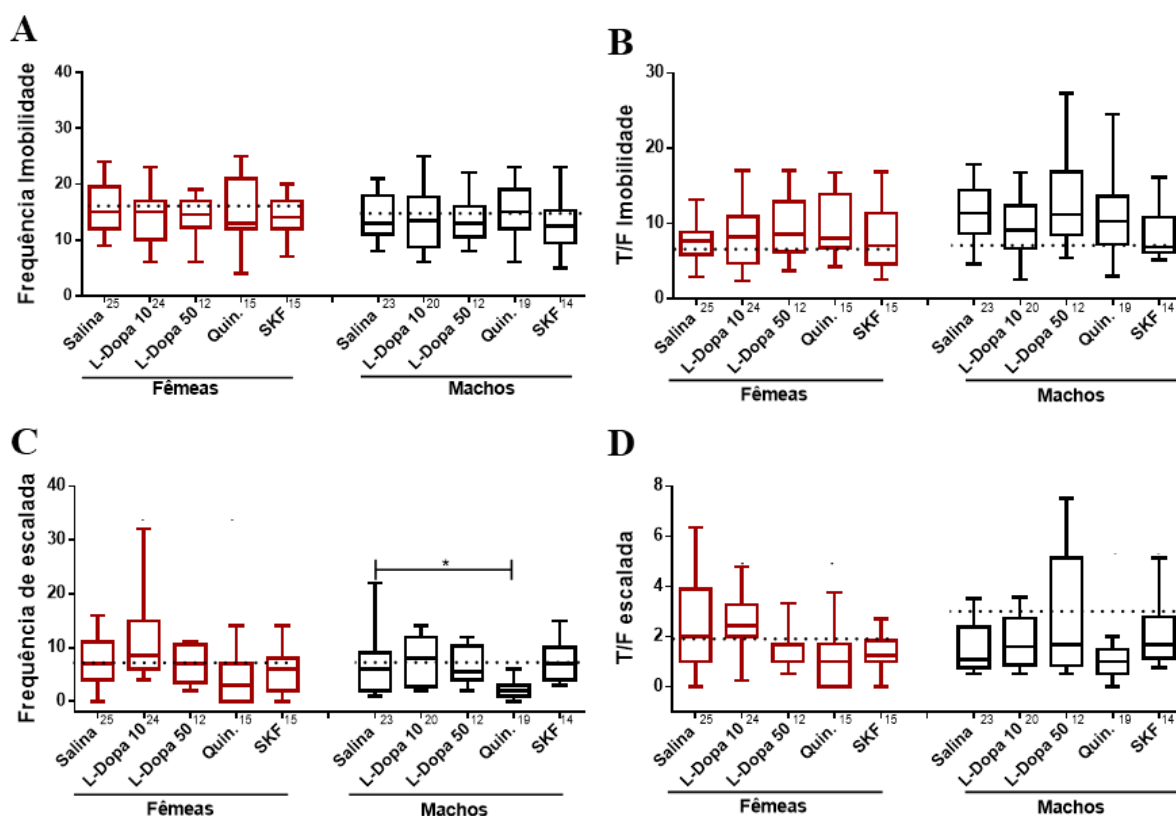 A
Frequência Imobilidade
40
30
20
10
0
Salina 25
L-Dopa 10 24
L-Dopa 50 12
Quin. 15
SKF 15
Fêmeas
Salina 23
L-Dopa 10 20
L-Dopa 50 12
Quin. 19
SKF 14
Machos
B
T/F Imobilidade
30
20
10
0
Salina 25
L-Dopa 10 24
L-Dopa 50 12
Quin. 15
SKF 15
Fêmeas
Salina 23
L-Dopa 10 20
L-Dopa 50 12
Quin. 19
SKF 14
Machos
C
Frequência de escalada
40
30
20
10
0
*
Salina 25
L-Dopa 10 24
L-Dopa 50 12
Quin. 15
SKF 15
Fêmeas
Salina 23
L-Dopa 10 20
L-Dopa 50 12
Quin. 19
SKF 14
Machos
D
T/F escalada
8
6
4
2
0
Salina 25
L-Dopa 10 24
L-Dopa 50 12
Quin. 15
SKF 15
Fêmeas
Salina 23
L-Dopa 10 20
L-Dopa 50 12
Quin. 19
SKF 14
Machos